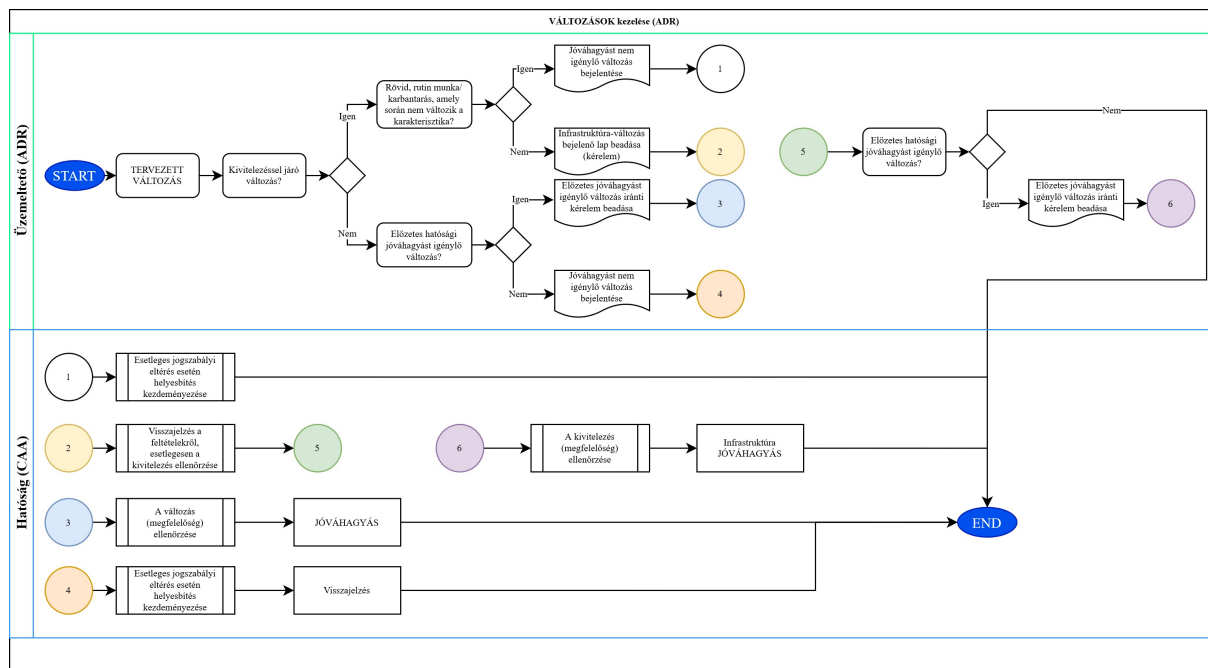 VÁLTOZÁSOK kezelése (ADR)
Üzemeltető (ADR)
START
TERVEZETT
VÁLTOZÁS
Kivitelezéssel járó
változás?
Igen
Nem
Rövid, rutin munka/
karbantarás, amely
során nem változik a
karakterisztika?
Igen
Nem
Jóváhagyást nem
igénylő változás
bejelentése
1
Infrastruktúra-változás
bejelenő lap beadása
(kérelem)
2
Előzetes hatósági
jóváhagyást igénylő
változás?
Igen
Nem
Előzetes jóváhagyást
igénylő változás iránti
kérelem beadása
3
Jóváhagyást nem
igénylő változás
bejelentése
4
5
Előzetes hatósági
jóváhagyást igénylő
változás?
Nem
Igen
Előzetes jóváhagyást
igénylő változás iránti
kérelem beadása
6
Hatóság (CAA)
1
Esetleges jogszabályi
eltérés esetén
helyesbítés
kezdeményezése
2
Visszajelzés a
feltételekről,
esetlegesen a
kivitelezés ellenőrzése
5
6
A kivitelezés
(megfelelőség)
ellenőrzése
Infrastruktúra
JÓVÁHAGYÁS
3
A változás
(megfelelőség)
ellenőrzése
JÓVÁHAGYÁS
END
4
Esetleges jogszabályi
eltérés esetén
helyesbítés
kezdeményezése
Visszajelzés